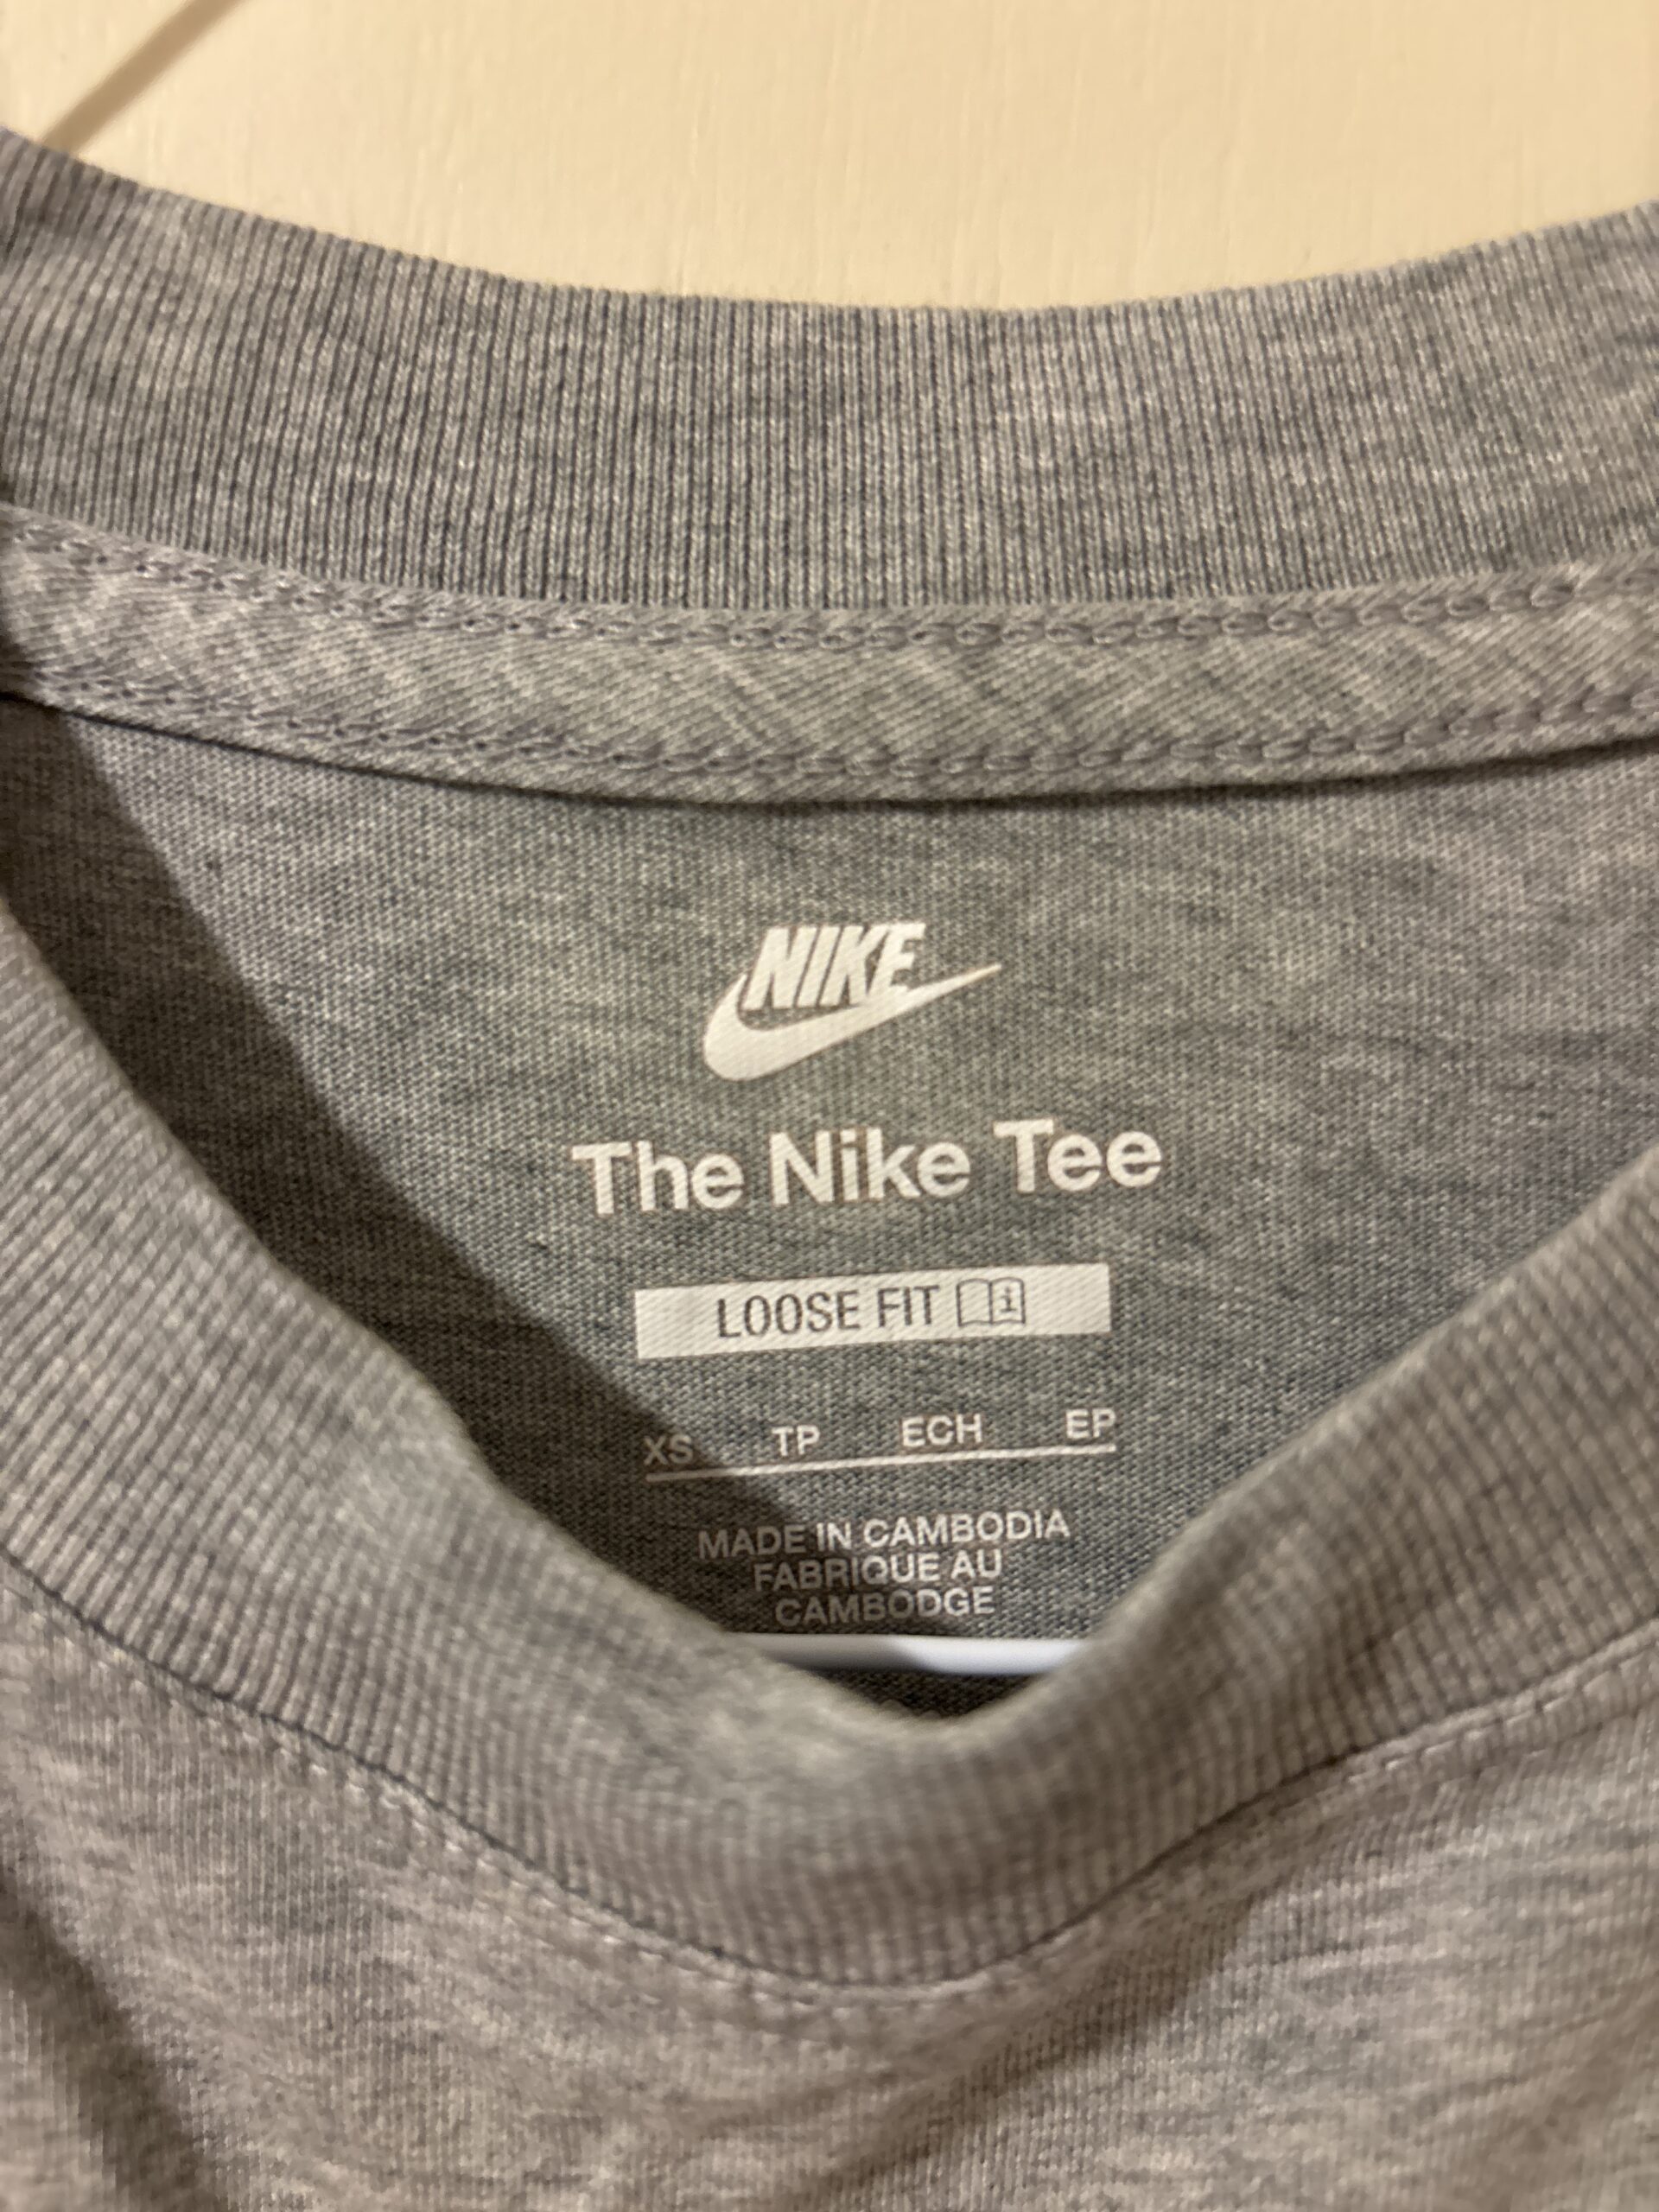 NIKE
The Nike Tee
LOOSE FIT i
XS TP ECH EP
MADE IN CAMBODIA
FABRIQUE AU
CAMBODGE